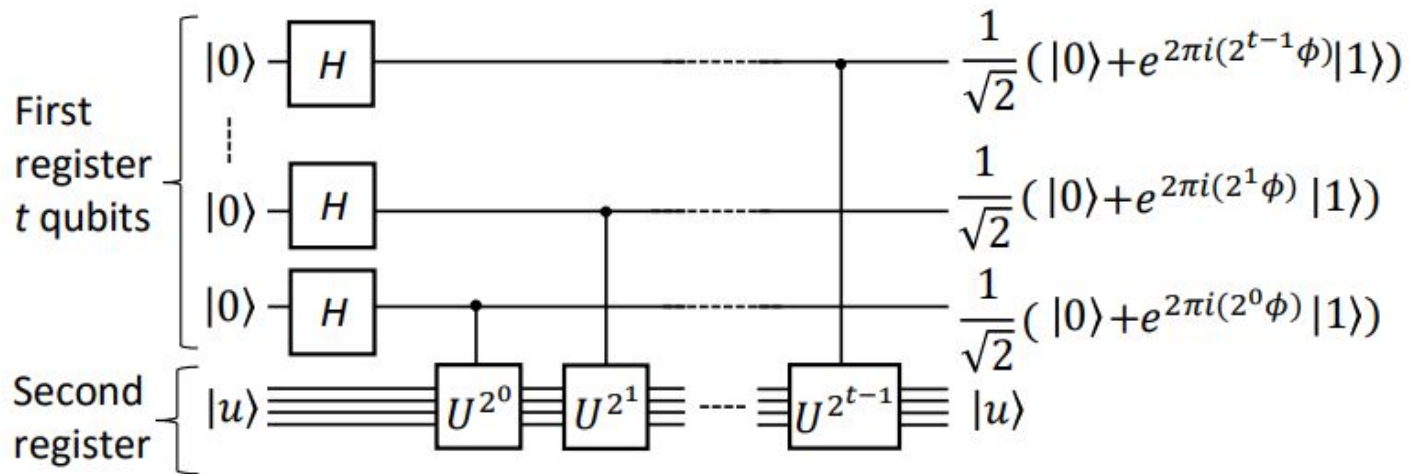 |0⟩ H 1/√2 ( |0⟩+e^{2πi(2^{t−1}ϕ)}|1⟩)
First
register
t qubits
|0⟩ H 1/√2 ( |0⟩+e^{2πi(2^1ϕ)} |1⟩)
|0⟩ H 1/√2 ( |0⟩+e^{2πi(2^0ϕ)} |1⟩)
Second
register
|u⟩ U^{2^0} U^{2^1} U^{2^{t−1}} |u⟩